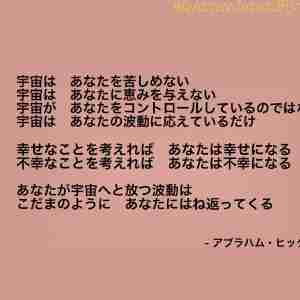 宇宙は　あなたを苦しめない
宇宙は　あなたに恵みを与えない
宇宙が　あなたをコントロールしているのでは
宇宙は　あなたの波動に応えているだけ
幸せなことを考えれば　あなたは幸せになる
不幸なことを考えれば　あなたは不幸になる
あなたが宇宙へと放つ波動は
こだまのように　あなたにはね返ってくる
- アブラハム・ヒッ